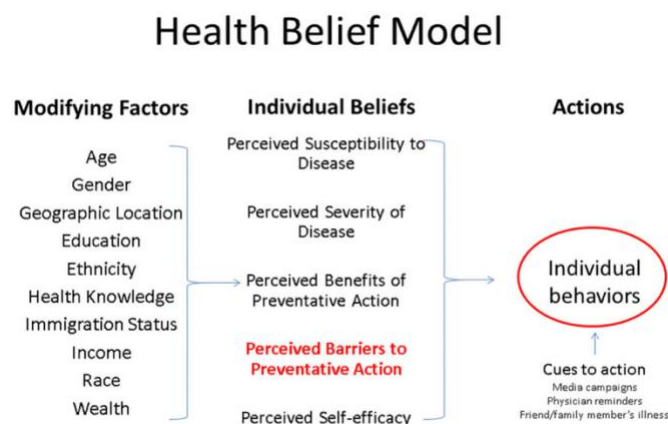 Health Belief Model
Modifying Factors
Age
Gender
Geographic Location
Education
Ethnicity
Health Knowledge
Immigration Status
Income
Race
Wealth
Individual Beliefs
Perceived Susceptibility to
Disease
Perceived Severity of
Disease
Perceived Benefits of
Preventative Action
Perceived Barriers to
Preventative Action
Perceived Self-efficacy
Actions
Individual
behaviors
Cues to action
Media campaigns
Physician reminders
Friend/family member's illness